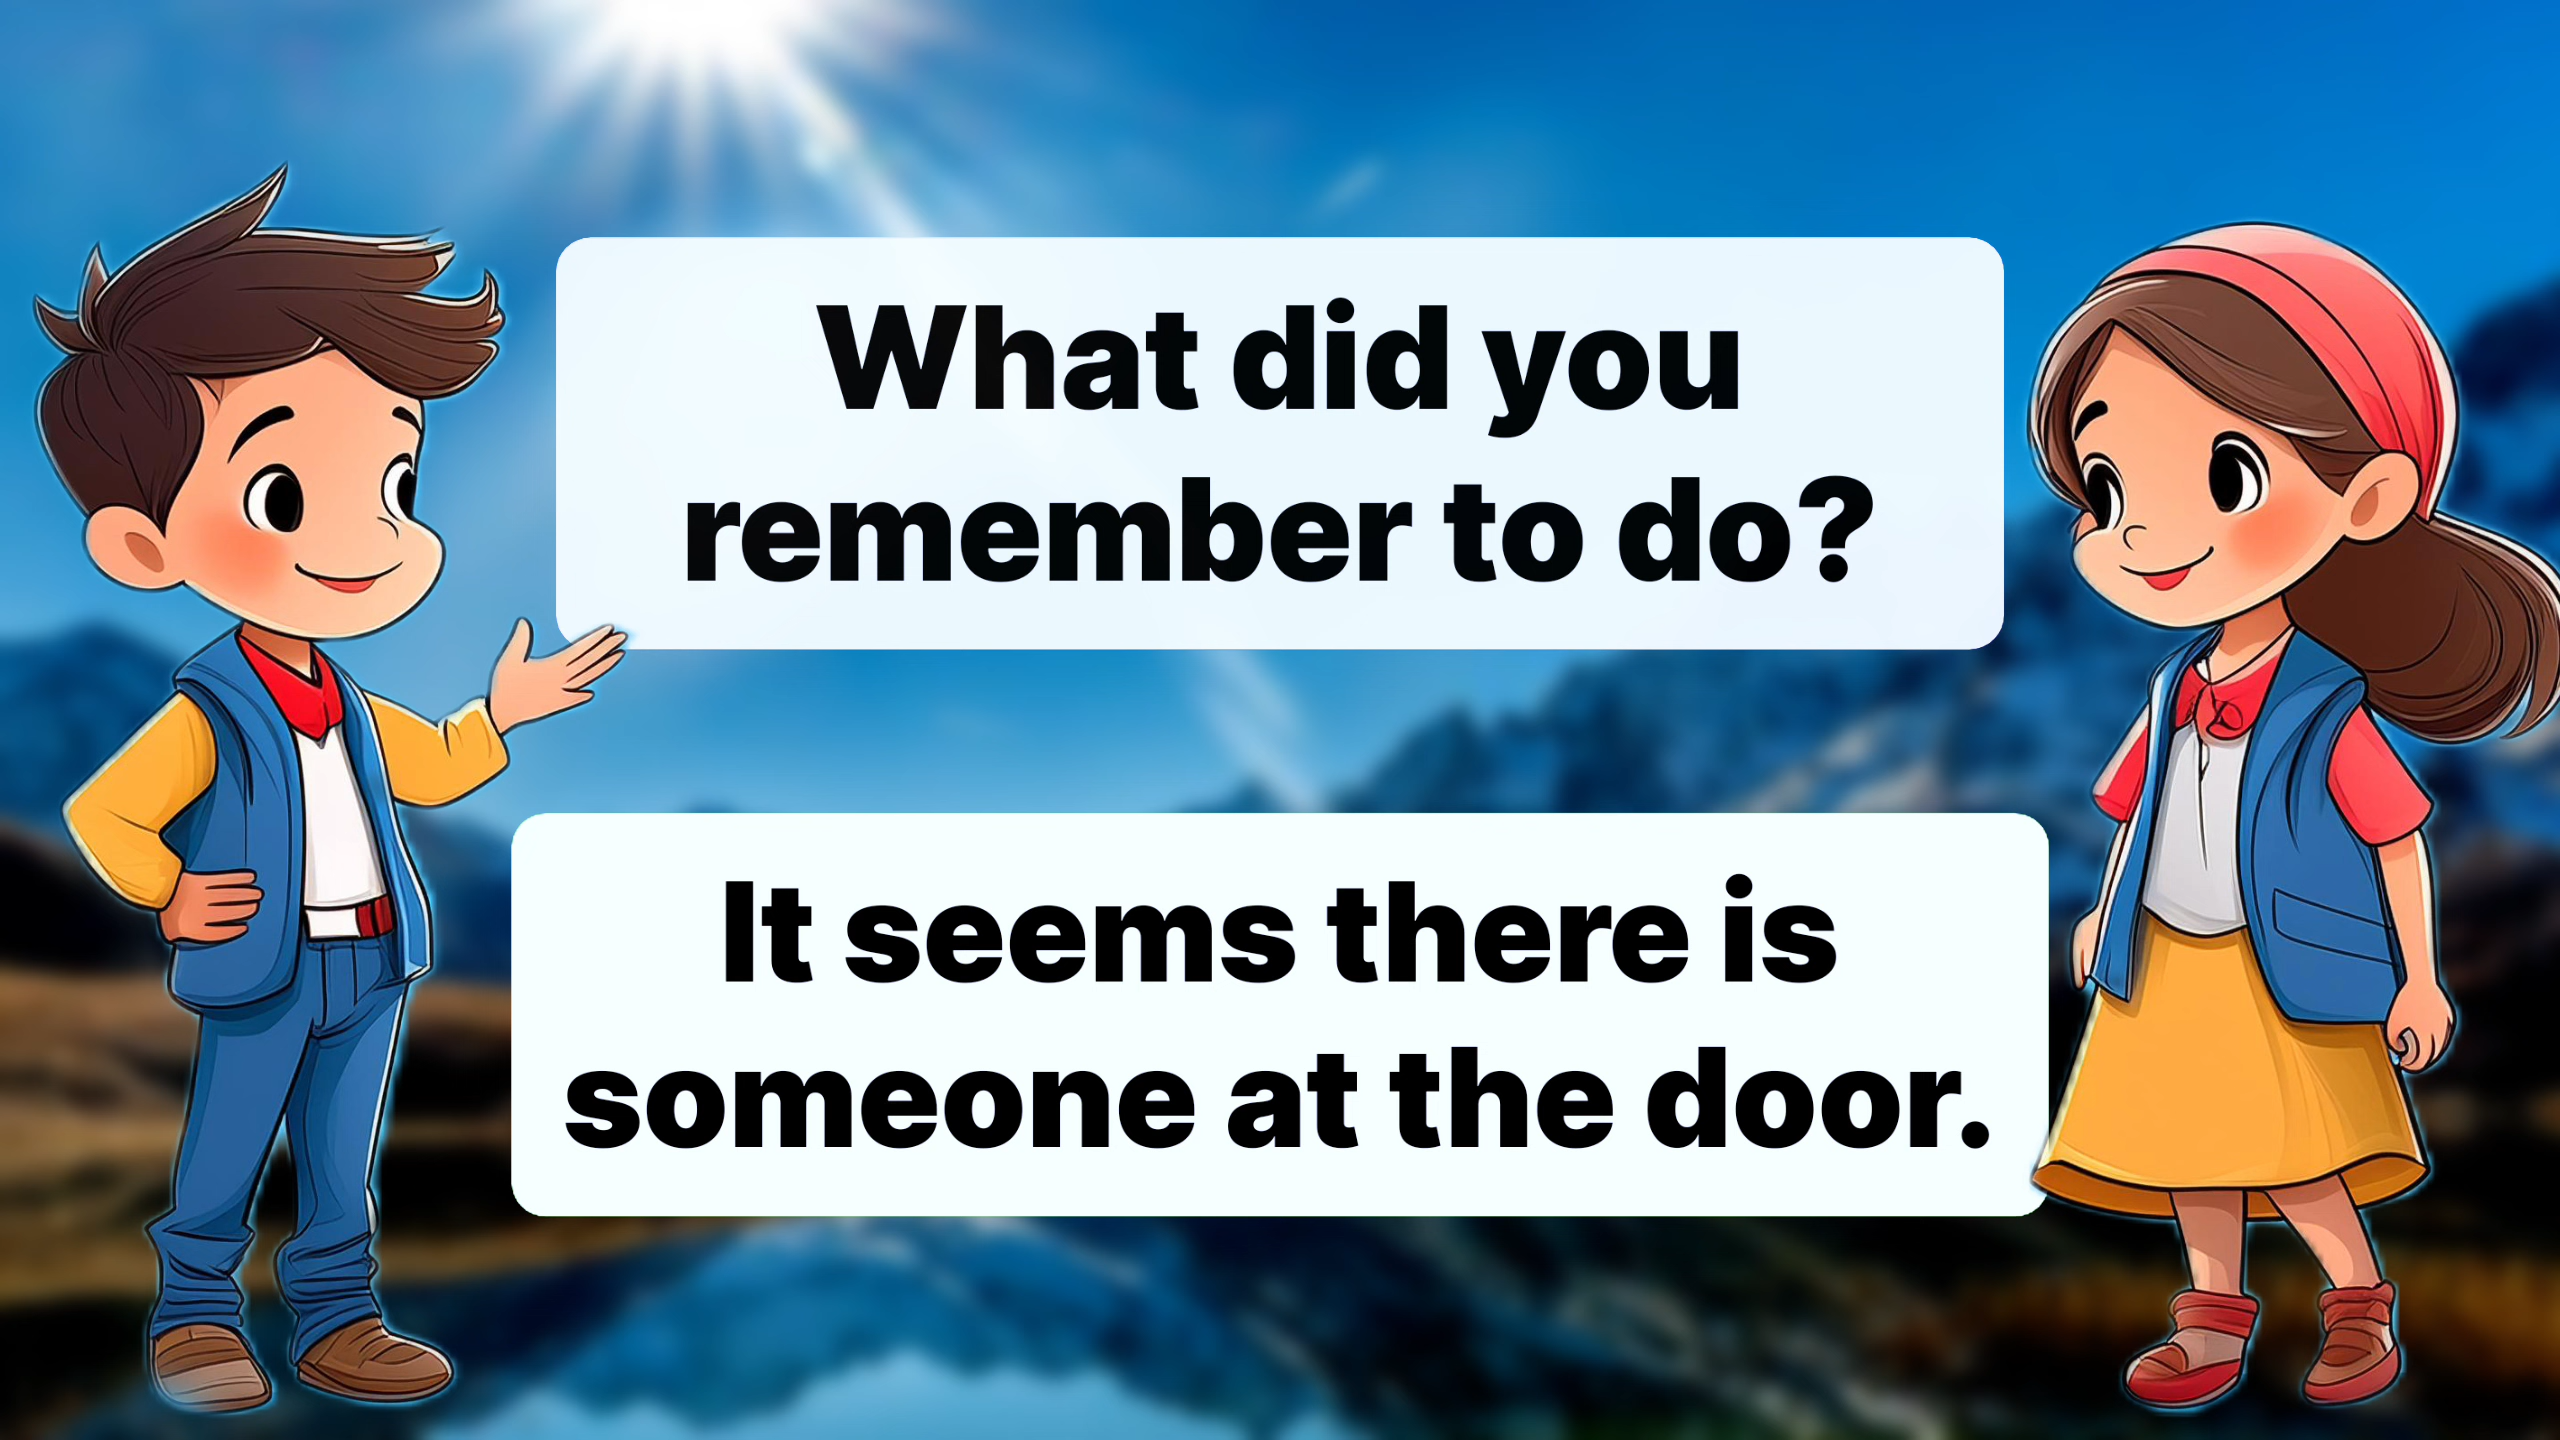 What did you
remember to do?
It seems there is
someone at the door.